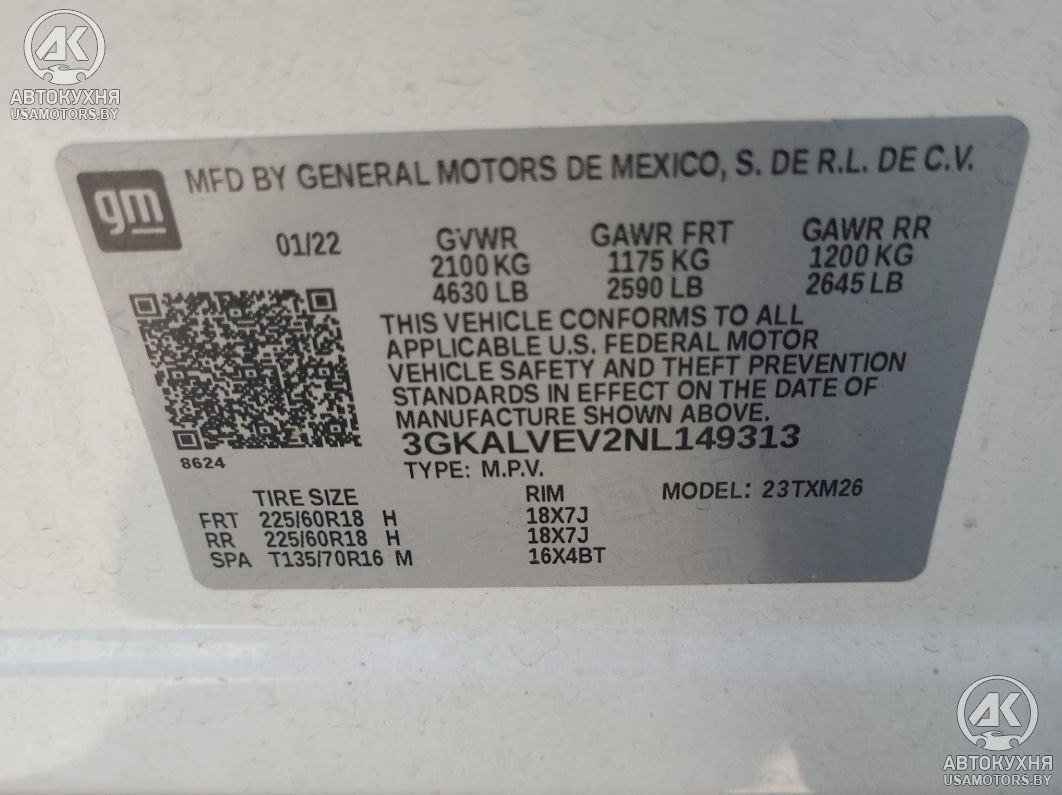 AK
АВТОКУХНЯ
USAMOTORS.BY
gm
MFD BY GENERAL MOTORS DE MEXICO, S. DE R.L. DE C.V.
01/22 GVWR GAWR FRT GAWR RR
2100 KG 1175 KG 1200 KG
4630 LB 2590 LB 2645 LB
THIS VEHICLE CONFORMS TO ALL
APPLICABLE U.S. FEDERAL MOTOR
VEHICLE SAFETY AND THEFT PREVENTION
STANDARDS IN EFFECT ON THE DATE OF
MANUFACTURE SHOWN ABOVE.
3GKALVEV2NL149313
8624
TYPE: M.P.V.
TIRE SIZE RIM MODEL: 23TXM26
FRT 225/60R18 H 18X7J
RR 225/60R18 H 18X7J
SPA T135/70R16 M 16X4BT
AK
АВТОКУХНЯ
USAMOTORS.BY